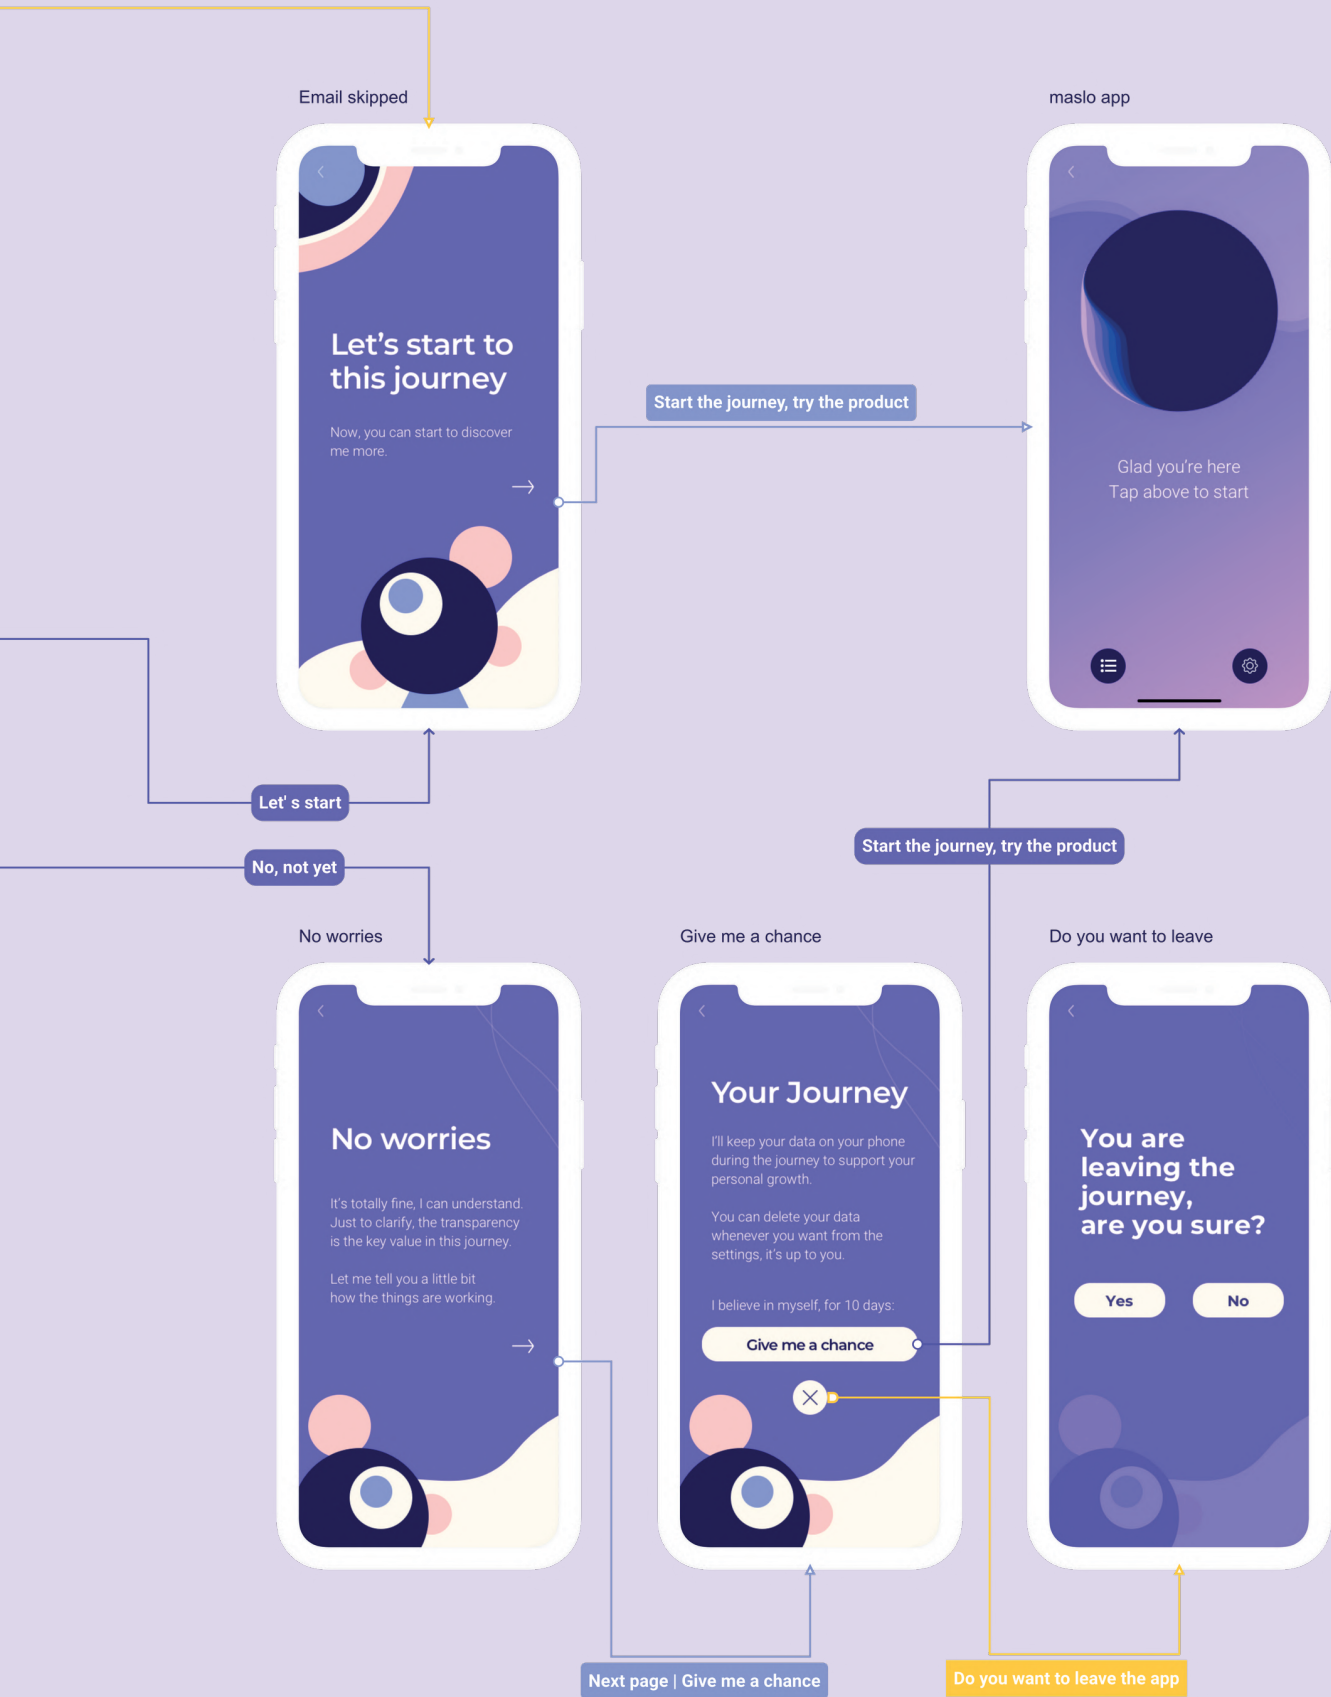 Email skipped
maslo app
Let's start to
this journey
Now, you can start to discover
me more.
Start the journey, try the product
Glad you're here
Tap above to start
Let' s start
Start the journey, try the product
No, not yet
No worries
Give me a chance
Do you want to leave
No worries
It's totally fine, I can understand.
Just to clarify, the transparency
is the key value in this journey.
Let me tell you a little bit
how the things are working.
Your Journey
I'll keep your data on your phone
during the journey to support your
personal growth.
You can delete your data
whenever you want from the
settings, it's up to you.
I believe in myself, for 10 days:
Give me a chance
You are
leaving the
journey,
are you sure?
Yes
No
Next page | Give me a chance
Do you want to leave the app